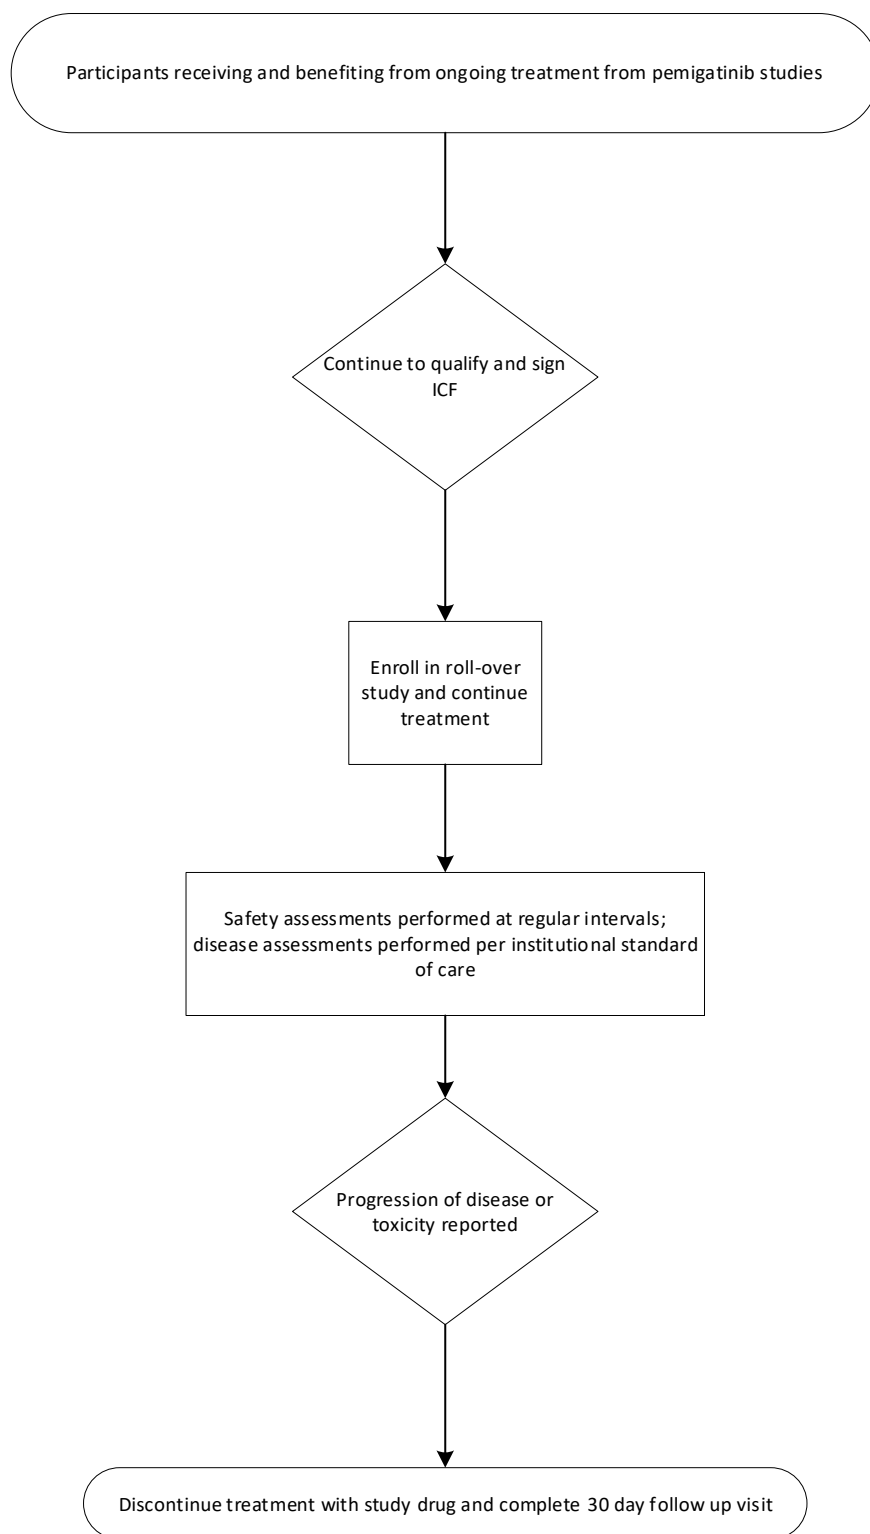 Participants receiving and benefiting from ongoing treatment from pemigatinib studies
Continue to qualify and sign
ICF
Enroll in roll-over
study and continue
treatment
Safety assessments performed at regular intervals;
disease assessments performed per institutional standard
of care
Progression of disease or
toxicity reported
Discontinue treatment with study drug and complete 30 day follow up visit